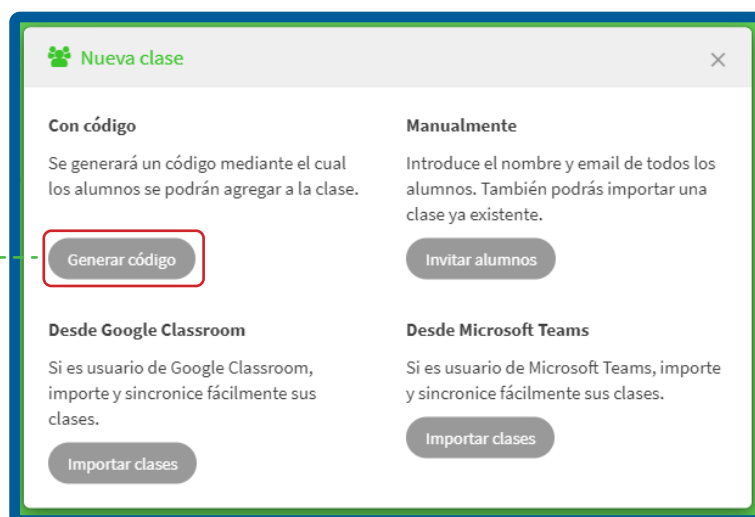 Nueva clase
Con código
Se generará un código mediante el cual
los alumnos se podrán agregar a la clase.
Generar código
Manualmente
Introduce el nombre y email de todos los
alumnos. También podrás importar una
clase ya existente.
Invitar alumnos
Desde Google Classroom
Si es usuario de Google Classroom,
importe y sincronice fácilmente sus
clases.
Importar clases
Desde Microsoft Teams
Si es usuario de Microsoft Teams, importe
y sincronice fácilmente sus clases.
Importar clases